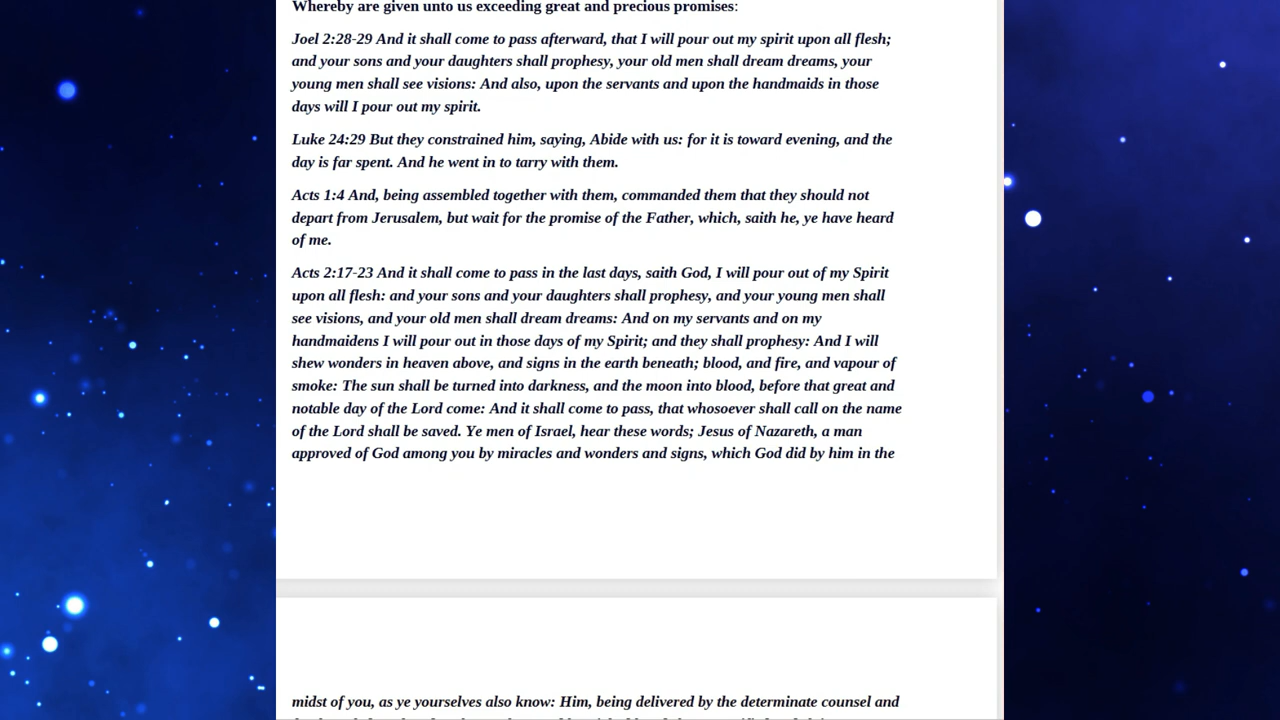 Whereby are given unto us exceeding great and precious promises:
Joel 2:28-29 And it shall come to pass afterward, that I will pour out my spirit upon all flesh;
and your sons and your daughters shall prophesy, your old men shall dream dreams, your
young men shall see visions: And also, upon the servants and upon the handmaids in those
days will I pour out my spirit.
Luke 24:29 But they constrained him, saying, Abide with us: for it is toward evening, and the
day is far spent. And he went in to tarry with them.
Acts 1:4 And, being assembled together with them, commanded them that they should not
depart from Jerusalem, but wait for the promise of the Father, which, saith he, ye have heard
of me.
Acts 2:17-23 And it shall come to pass in the last days, saith God, I will pour out of my Spirit
upon all flesh: and your sons and your daughters shall prophesy, and your young men shall
see visions, and your old men shall dream dreams: And on my servants and on my
handmaidens I will pour out in those days of my Spirit; and they shall prophesy: And I will
shew wonders in heaven above, and signs in the earth beneath; blood, and fire, and vapour of
smoke: The sun shall be turned into darkness, and the moon into blood, before that great and
notable day of the Lord come: And it shall come to pass, that whosoever shall call on the name
of the Lord shall be saved. Ye men of Israel, hear these words; Jesus of Nazareth, a man
approved of God among you by miracles and wonders and signs, which God did by him in the
midst of you, as ye yourselves also know: Him, being delivered by the determinate counsel and